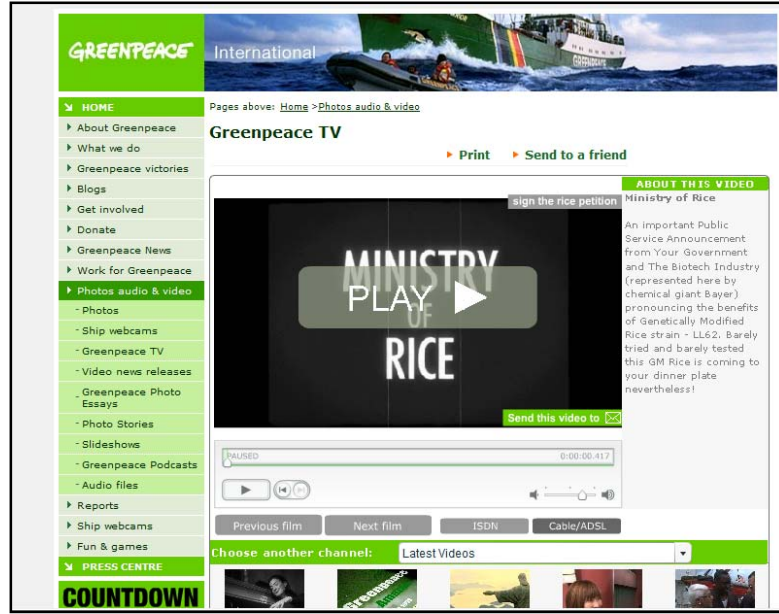 GREENPEACE
International
GREENPEACE
HOME
About Greenpeace
What we do
Greenpeace victories
Blogs
Get involved
Donate
Greenpeace News
Work for Greenpeace
Photos audio & video
- Photos
- Ship webcams
- Greenpeace TV
- Video news releases
- Greenpeace Photo
Essays
- Photo Stories
- Slideshows
- Greenpeace Podcasts
- Audio files
Reports
Ship webcams
Fun & games
PRESS CENTRE
COUNTDOWN
Pages above: Home >Photos audio & video
Greenpeace TV
Print
Send to a friend
sign the rice petition
MINISTRY
OF
RICE
PLAY
Send this video to
PAUSED
0:00:00.417
Previous film
Next film
ISDN
Cable/ADSL
Choose another channel:
Latest Videos
Greenpeace
ABOUT THIS VIDEO
Ministry of Rice
An important Public
Service Announcement
from Your Government
and The Biotech Industry
(represented here by
chemical giant Bayer)
pronouncing the benefits
of Genetically Modified
Rice strain - LL62. Barely
tried and barely tested
this GM Rice is coming to
your dinner plate
nevertheless!